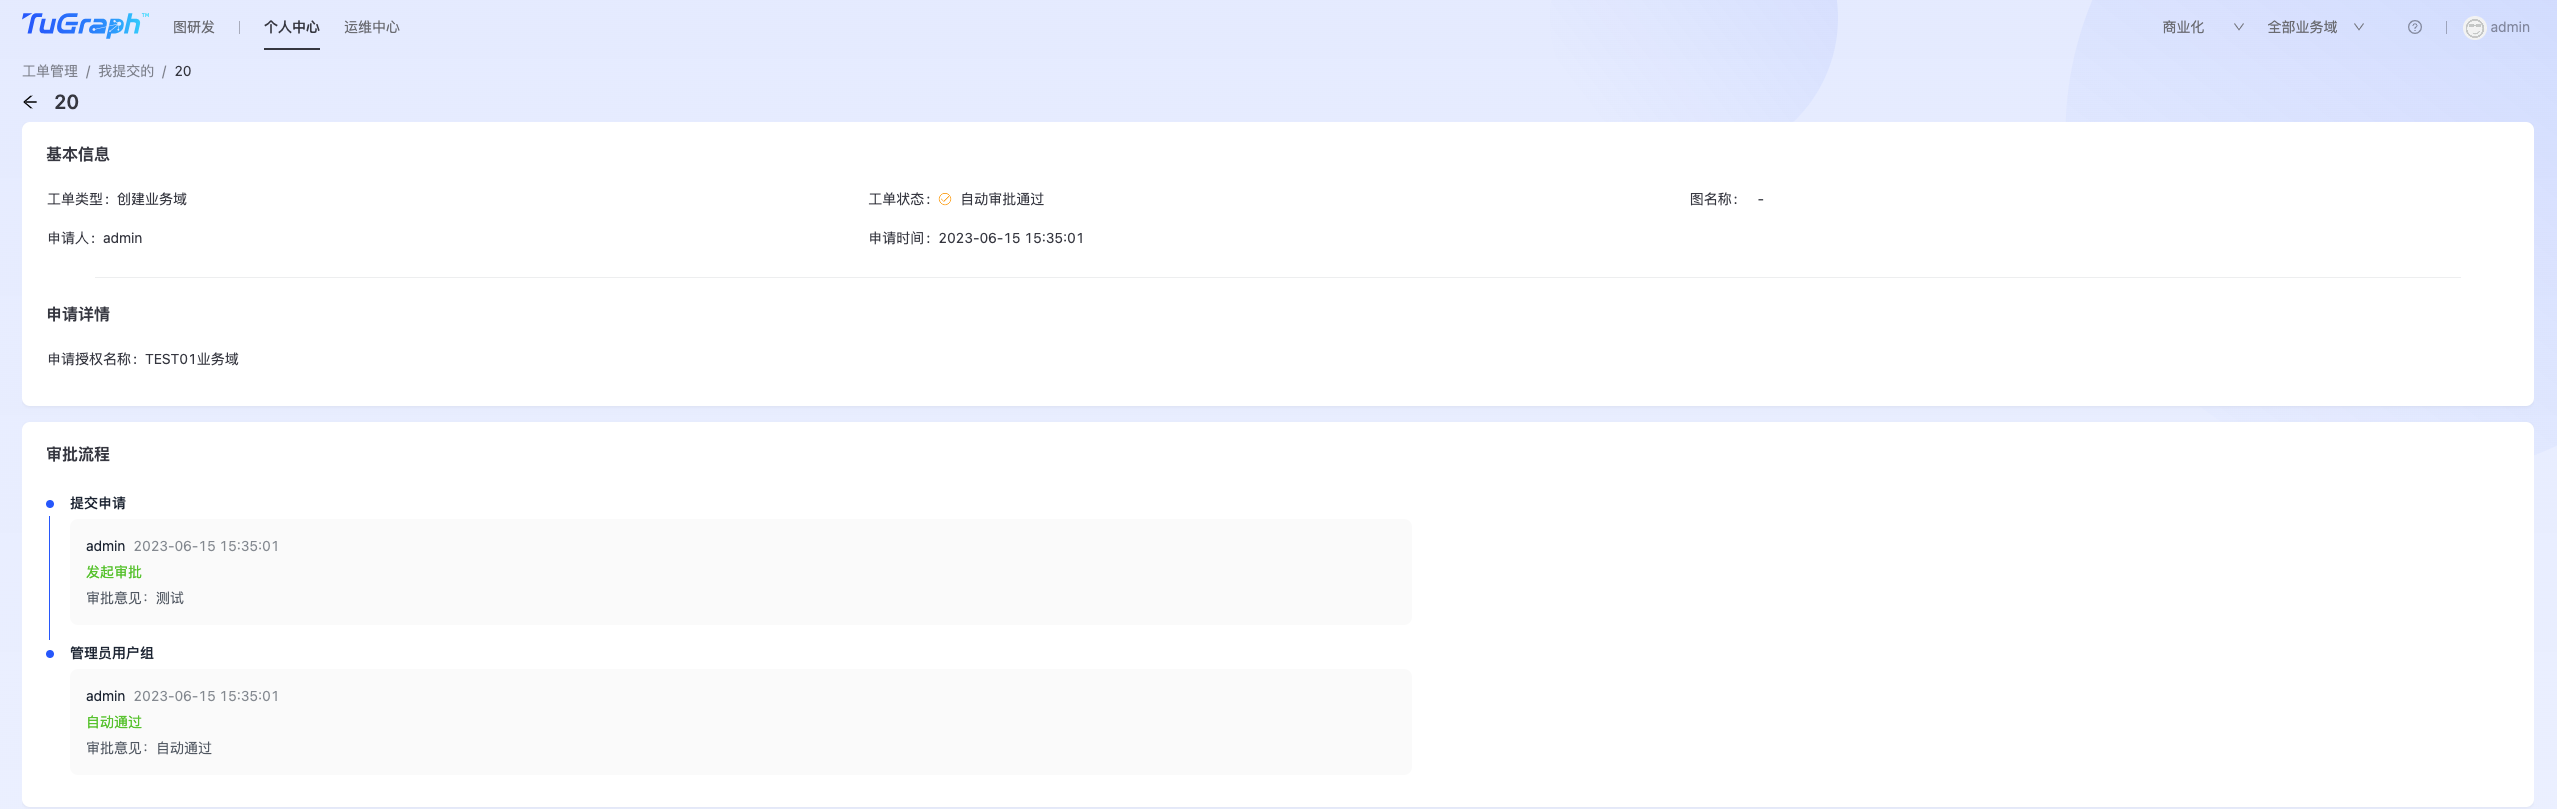 TuGraph™ 图研发 | 个人中心 运维中心 商业化 全部业务域 | admin
工单管理 / 我提交的 / 20
20
基本信息
工单类型：创建业务域 工单状态： 自动审批通过 图名称： -
申请人：admin 申请时间：2023-06-15 15:35:01
申请详情
申请授权名称：TEST01业务域
审批流程
提交申请
admin 2023-06-15 15:35:01
发起审批
审批意见：测试
管理员用户组
admin 2023-06-15 15:35:01
自动通过
审批意见：自动通过